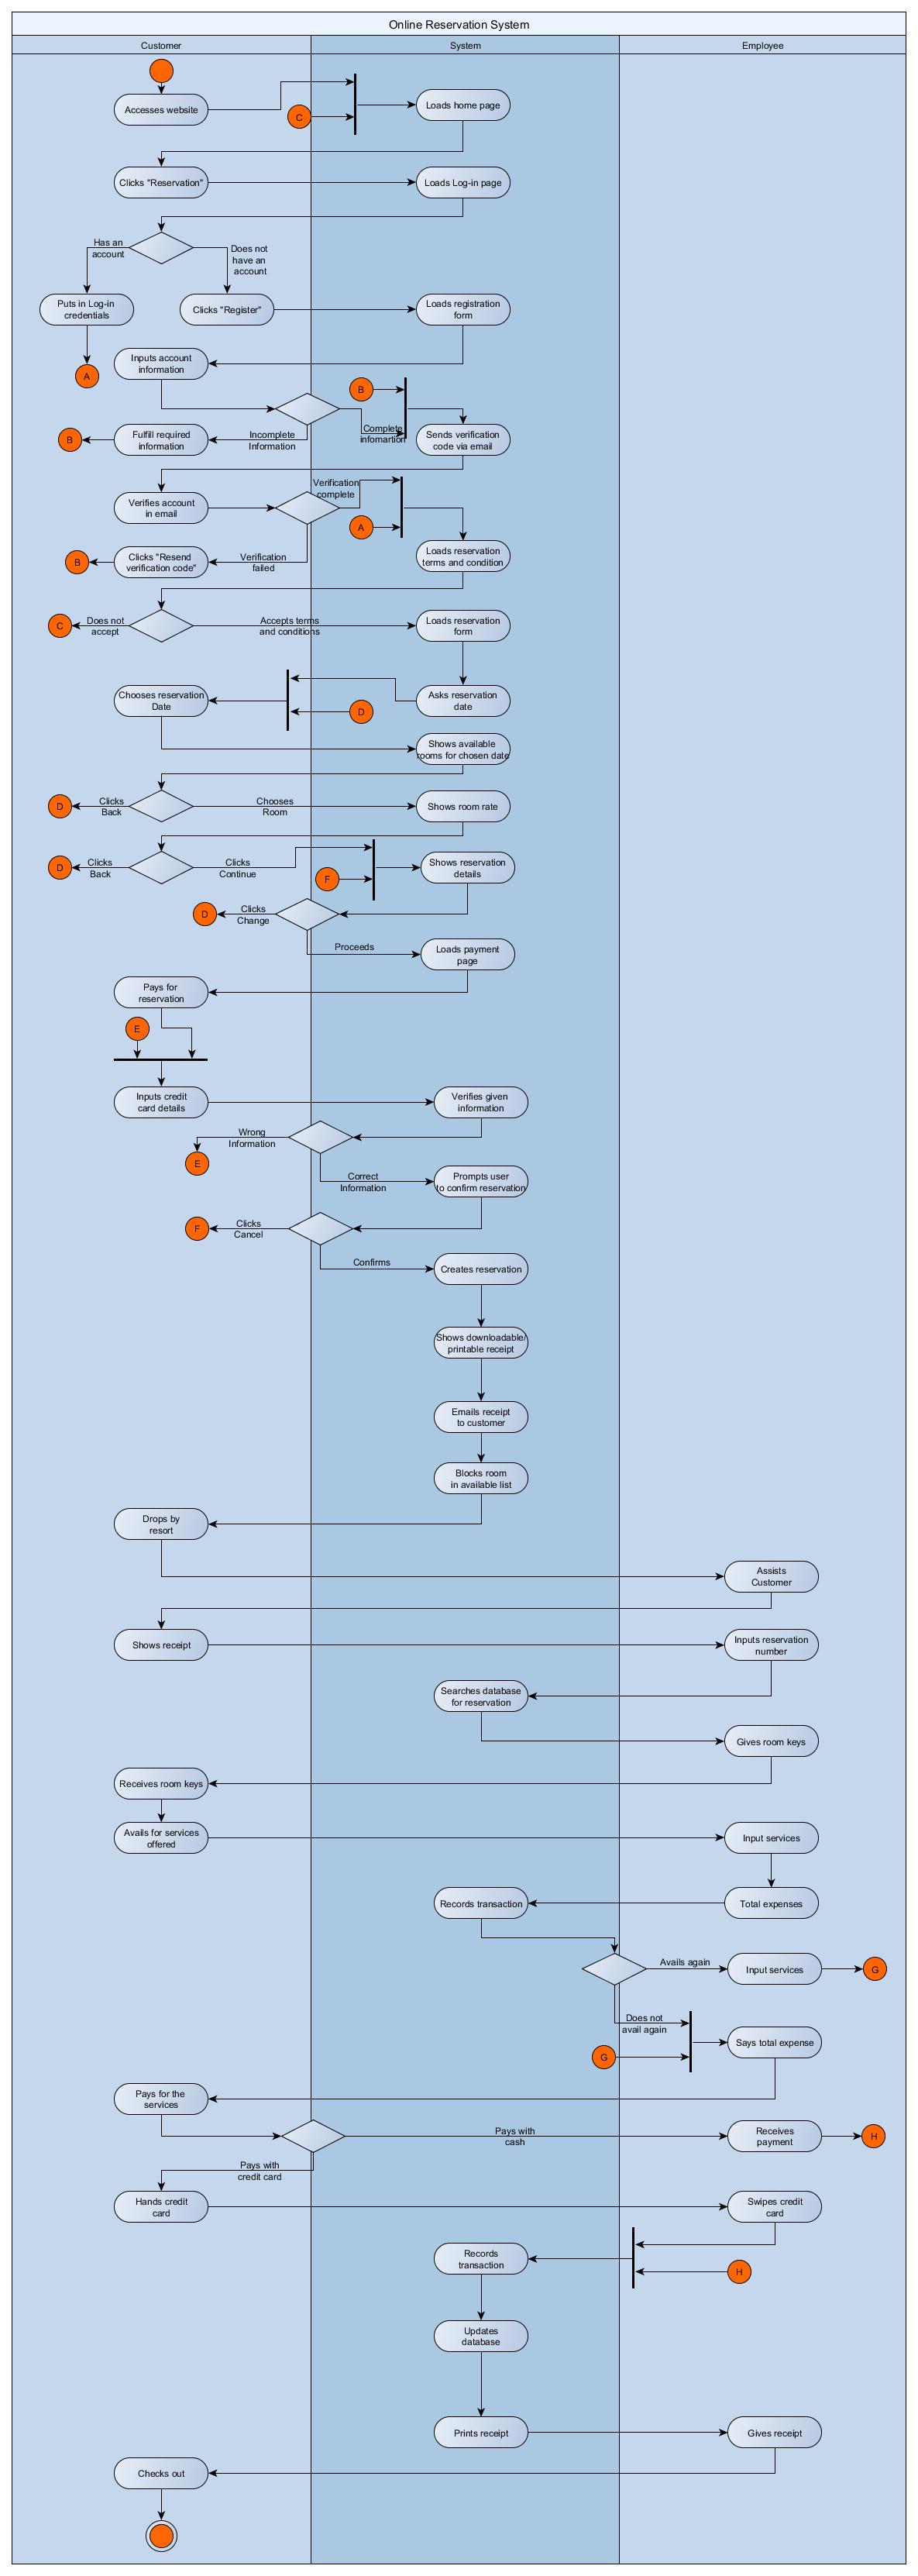 Online Reservation System
Customer
System
Employee
Accesses website
C
Loads home page
Clicks "Reservation"
Loads Log-in page
Has an
account
Does not
have an
account
Puts in Log-in
credentials
Clicks "Register"
Loads registration
form
A
Inputs account
information
B
Complete
infomartion
B
Fulfill required
information
Incomplete
Information
Sends verification
code via email
Verification
complete
Verifies account
in email
A
B
Clicks "Resend
verification code"
Verification
failed
Loads reservation
terms and condition
C
Does not
accept
Accepts terms
and conditions
Loads reservation
form
Chooses reservation
Date
D
Asks reservation
date
Shows available
rooms for chosen date
D
Clicks
Back
Chooses
Room
Shows room rate
D
Clicks
Back
Clicks
Continue
F
Shows reservation
details
D
Clicks
Change
Proceeds
Loads payment
page
Pays for
reservation
E
Inputs credit
card details
Verifies given
information
Wrong
Information
E
Correct
Information
Prompts user
to confirm reservation
F
Clicks
Cancel
Confirms
Creates reservation
Shows downloadable/
printable receipt
Emails receipt
to customer
Blocks room
in available list
Drops by
resort
Assists
Customer
Shows receipt
Inputs reservation
number
Searches database
for reservation
Gives room keys
Receives room keys
Avails for services
offered
Input services
Records transaction
Total expenses
Avails again
Input services
G
Does not
avail again
G
Says total expense
Pays for the
services
Pays with
cash
Receives
payment
H
Pays with
credit card
Hands credit
card
Swipes credit
card
Records
transaction
H
Updates
database
Prints receipt
Gives receipt
Checks out